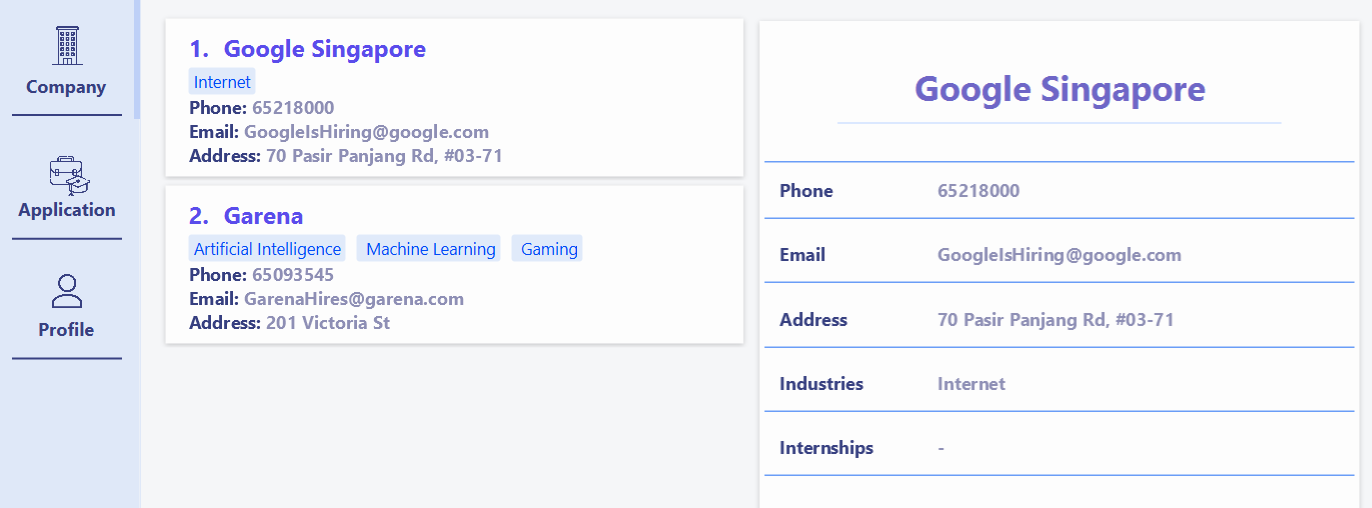 Company
Application
Profile
1. Google Singapore
Internet
Phone: 65218000
Email: GoogleIsHiring@google.com
Address: 70 Pasir Panjang Rd, #03-71
2. Garena
Artificial Intelligence Machine Learning Gaming
Phone: 65093545
Email: GarenaHires@garena.com
Address: 201 Victoria St
Google Singapore
Phone 65218000
Email GoogleIsHiring@google.com
Address 70 Pasir Panjang Rd, #03-71
Industries Internet
Internships -